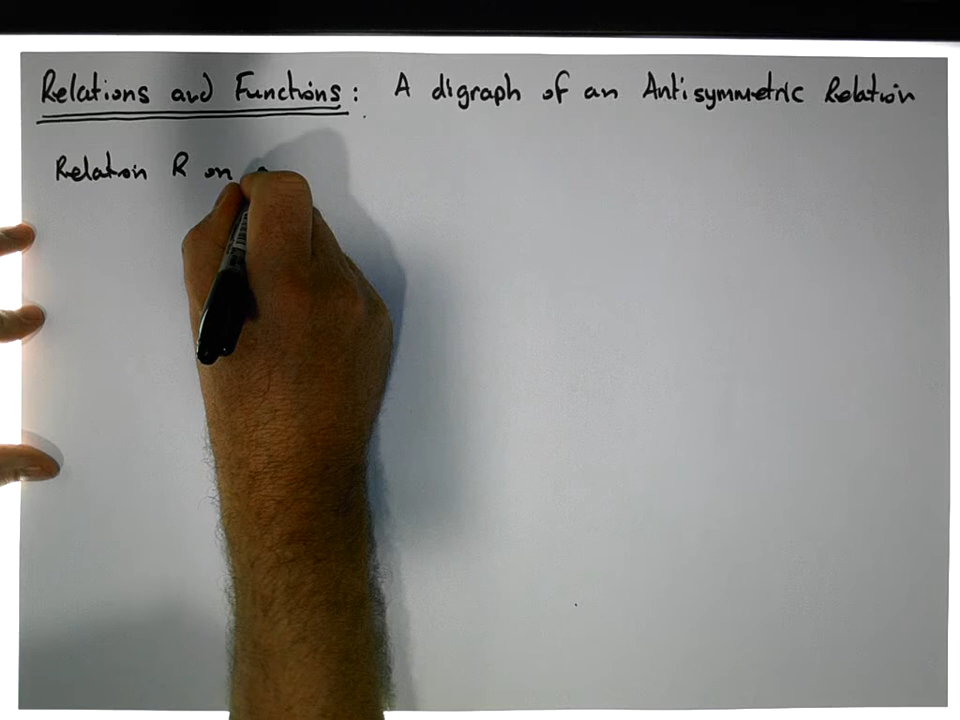 Relations and Functions: A digraph of an Antisymmetric Relation
Relation R on